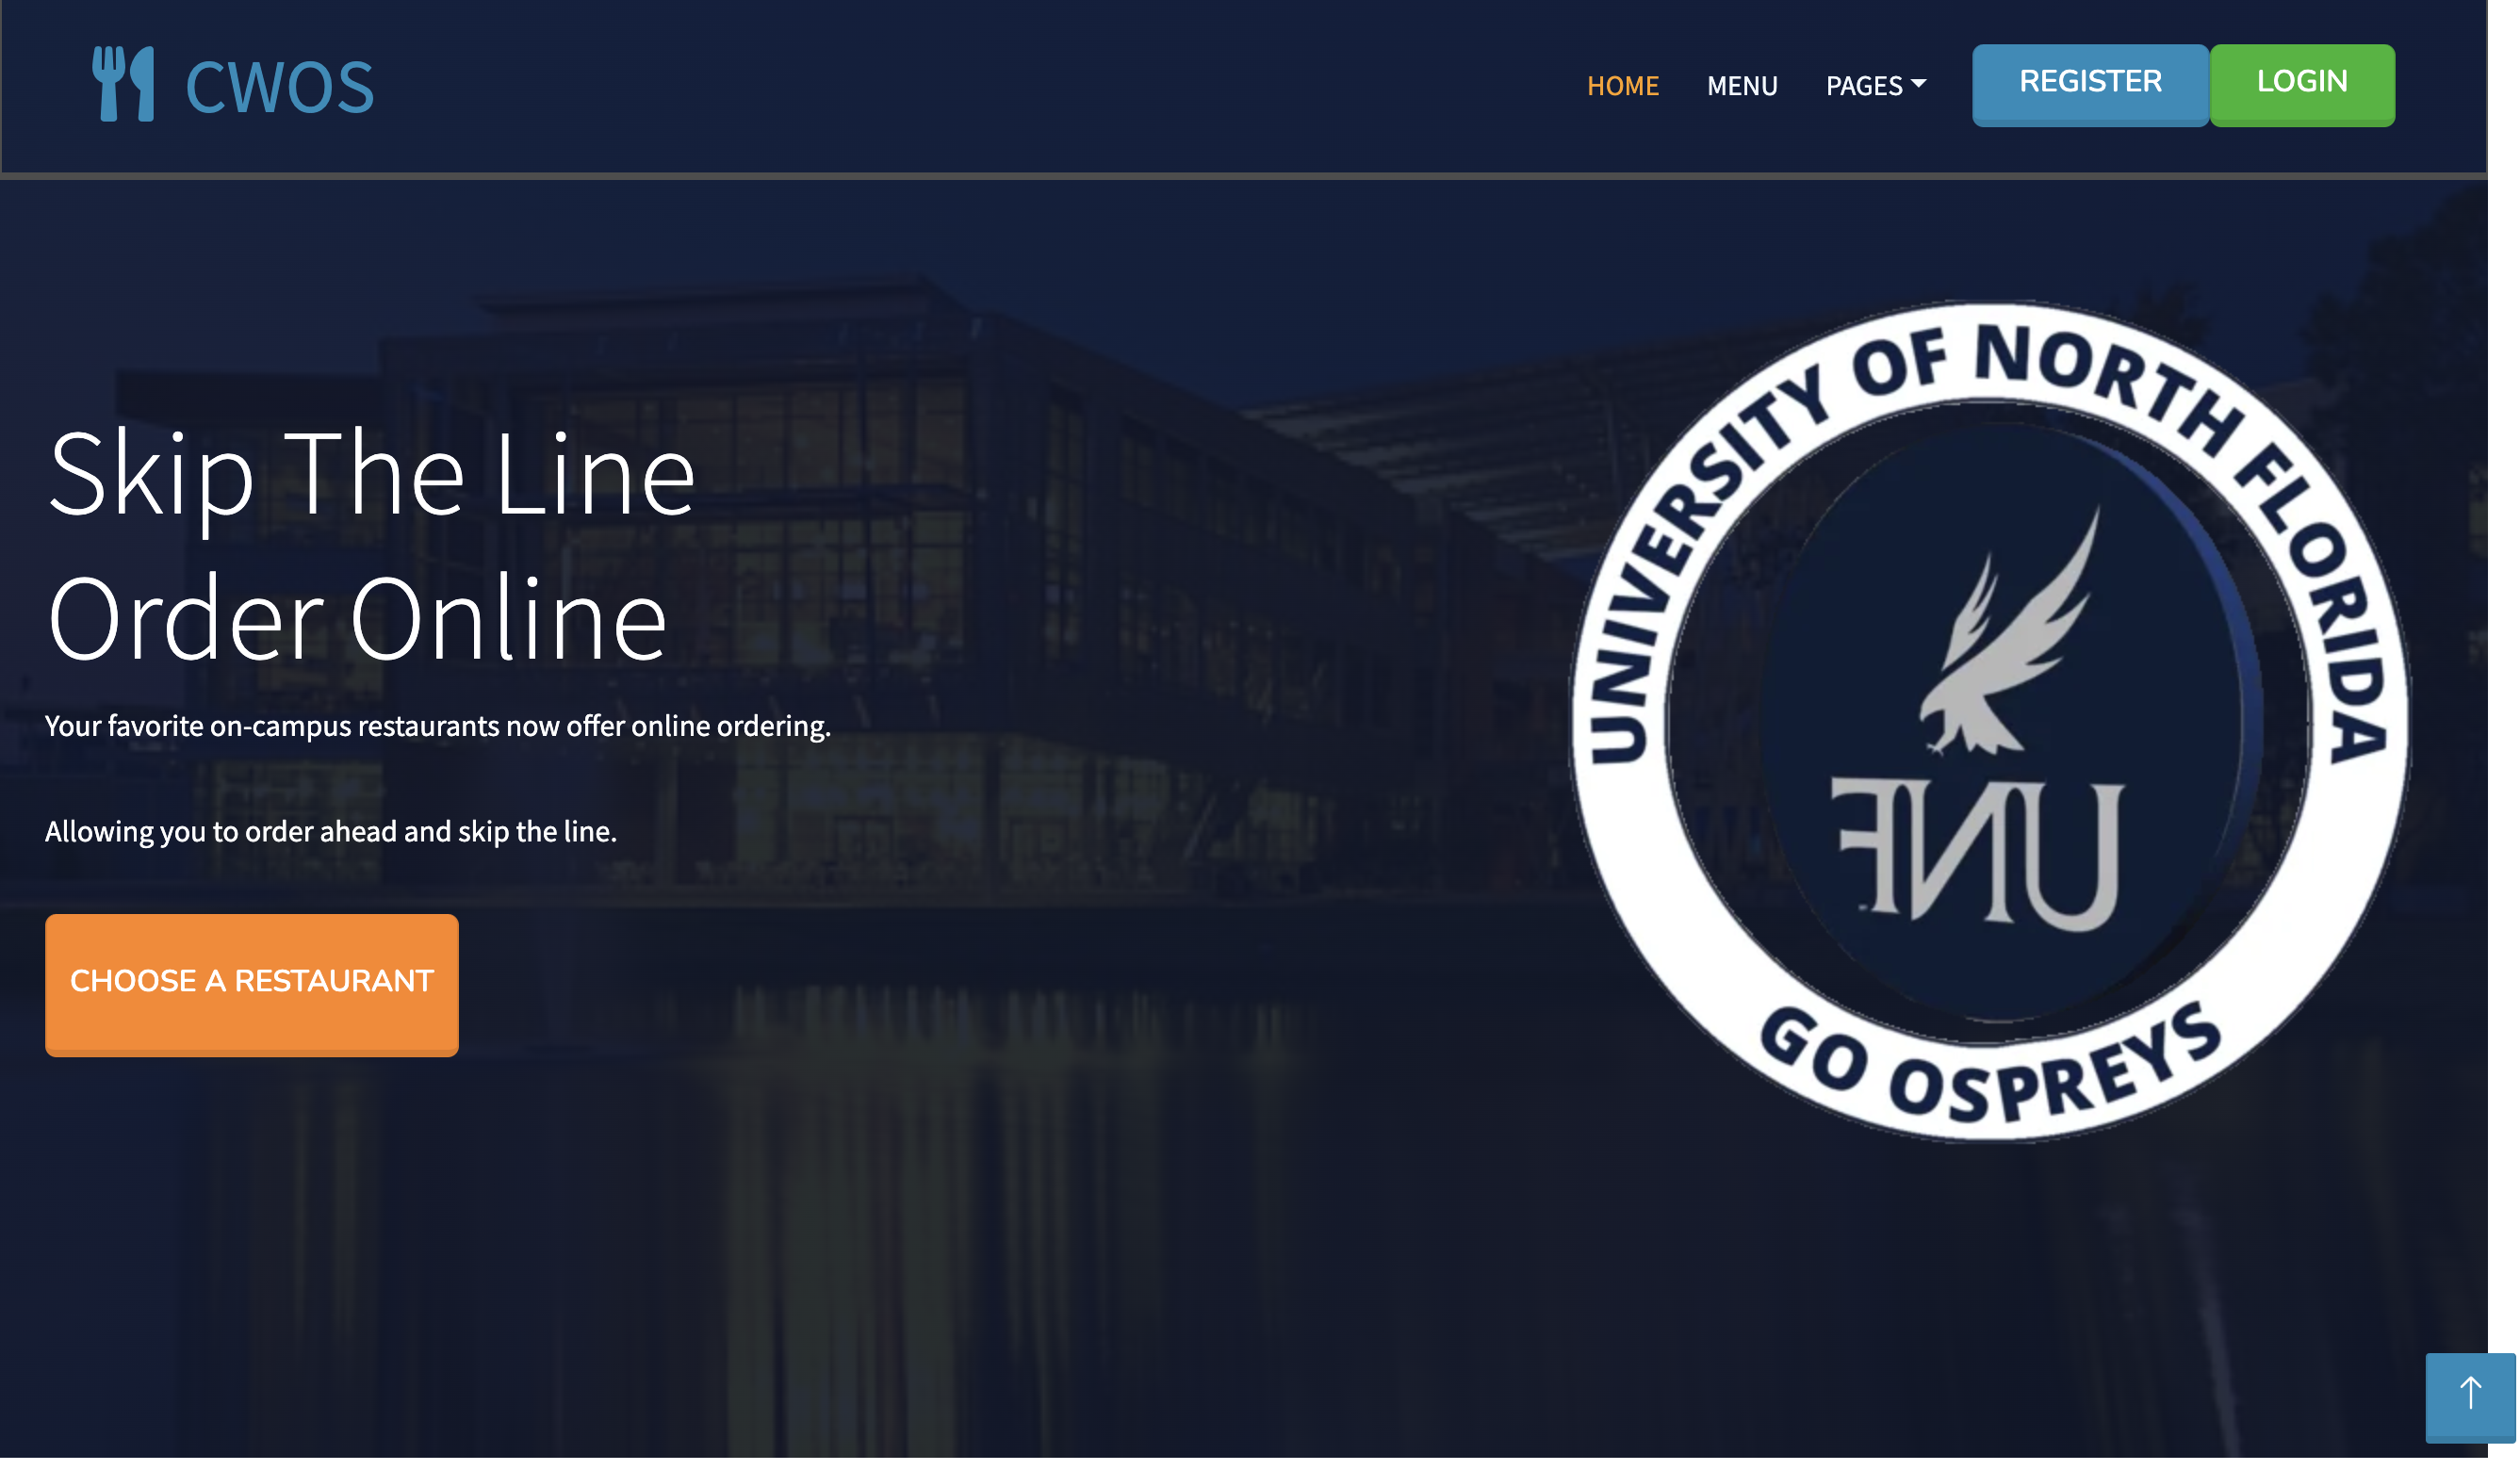 CWOS
HOME MENU PAGES REGISTER LOGIN
Skip The Line
Order Online
Your favorite on-campus restaurants now offer online ordering.
Allowing you to order ahead and skip the line.
CHOOSE A RESTAURANT
UNIVERSITY OF NORTH FLORIDA
UNF
GO OSPREYS